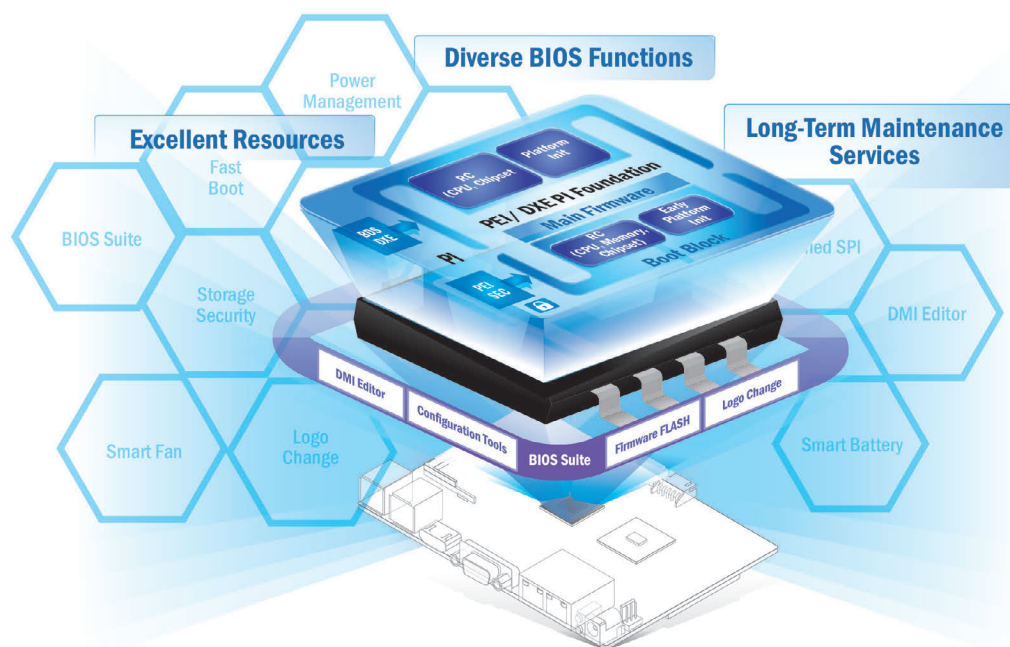 Diverse BIOS Functions
Excellent Resources
Long-Term Maintenance
Services
Power
Management
Fast
Boot
BIOS Suite
Storage
Security
Smart Fan
Logo
Change
SPI
DMI Editor
Smart Battery
RC
(CPU, Chipset
Platform
Init
PEI / DXE PI Foundation
Main Firmware
BDS
DXE
PI
RC
(CPU, Memory,
Chipset)
Early
Platform
Init
Boot Block
PEI
SEC
DMI Editor
Configuration Tools
BIOS Suite
Firmware FLASH
Logo Change